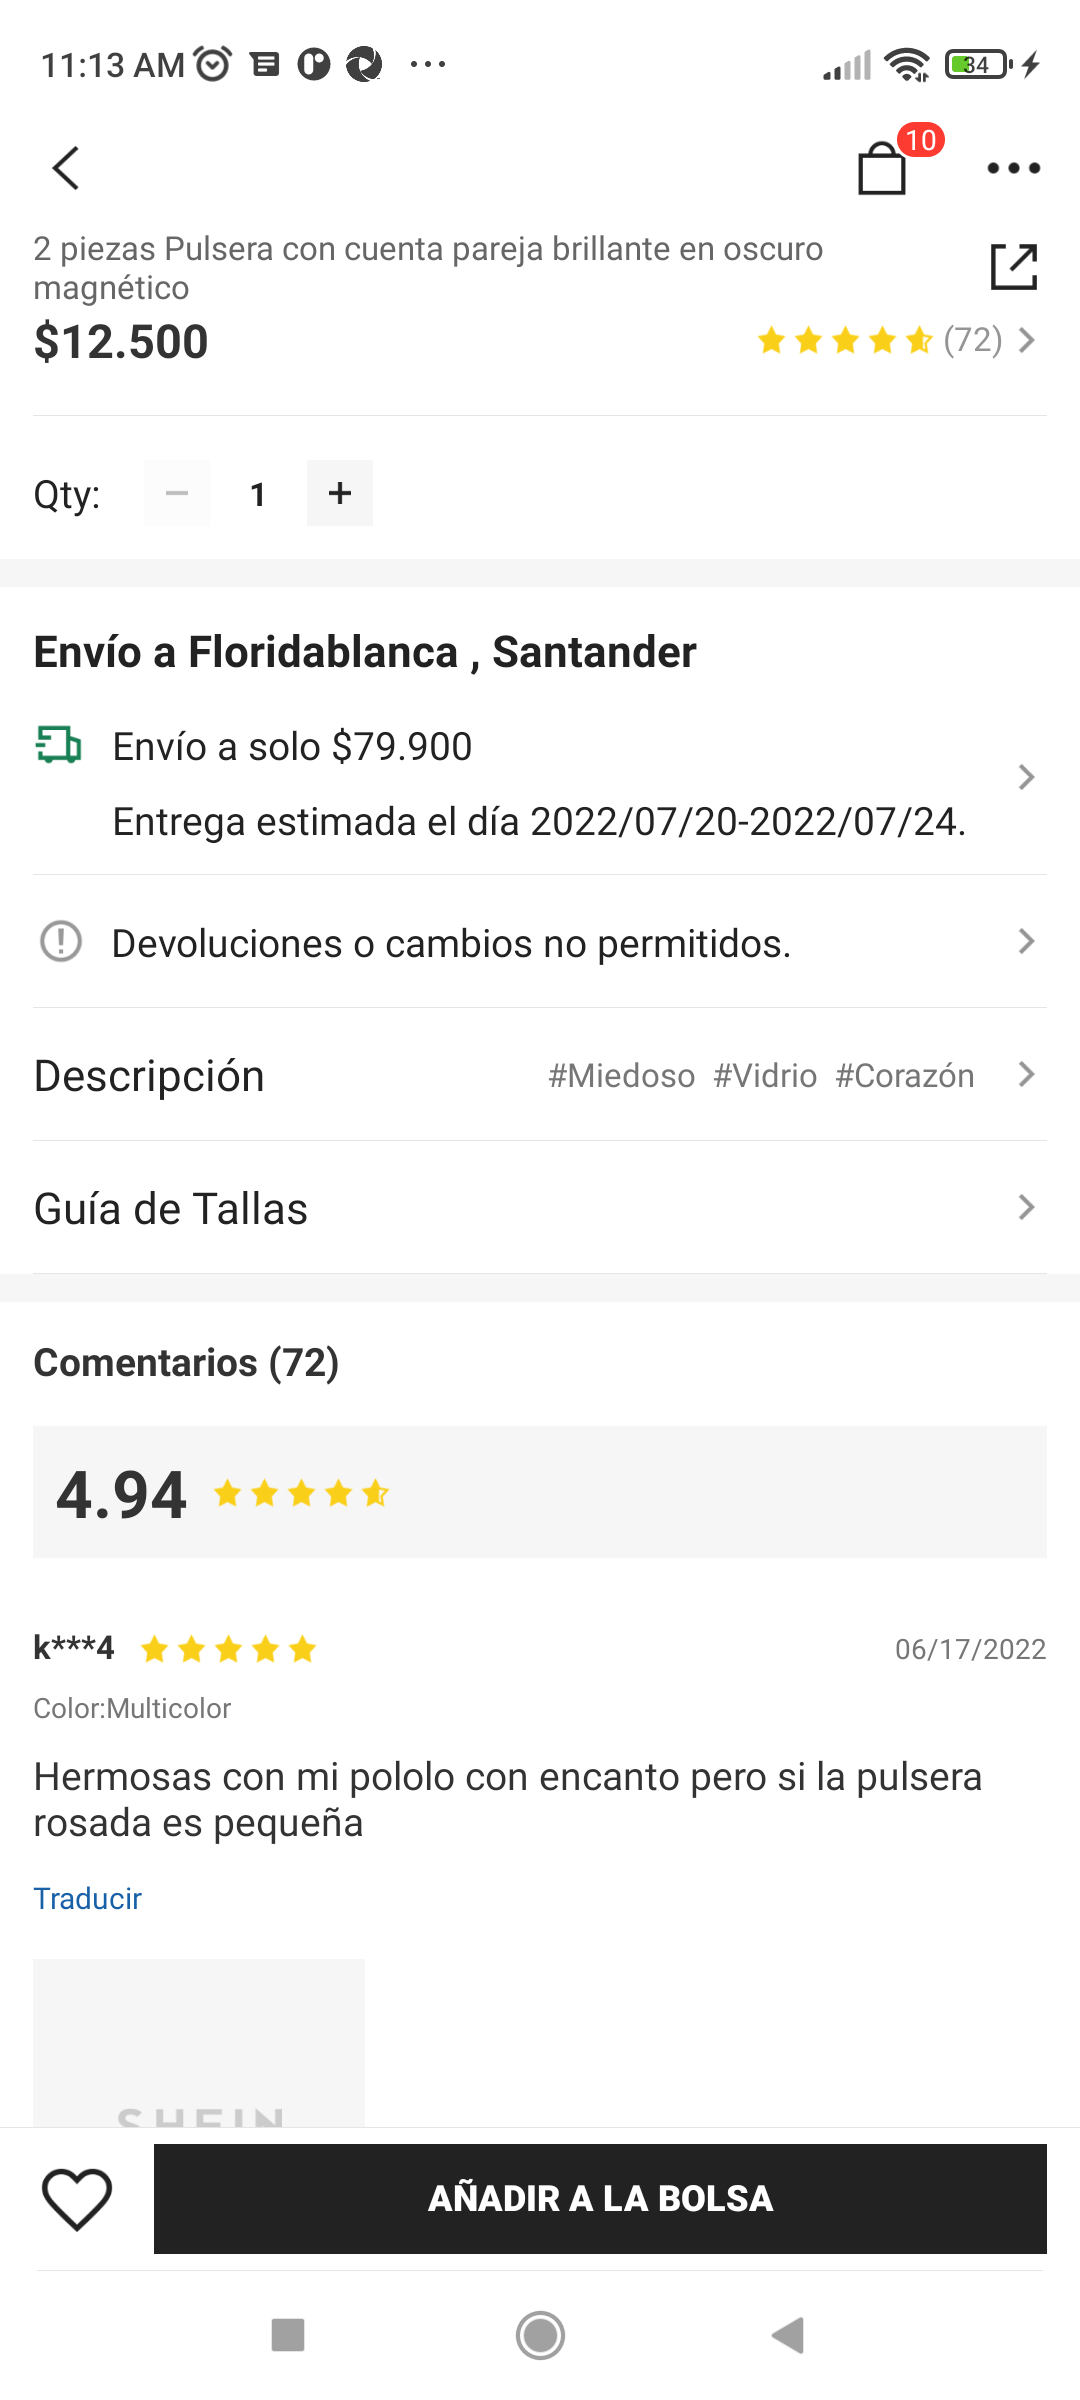 11:13 AM
34
10
2 piezas Pulsera con cuenta pareja brillante en oscuro
magnético
$12.500
(72)
Qty:
1
Envío a Floridablanca , Santander
Envío a solo $79.900
Entrega estimada el día 2022/07/20-2022/07/24.
Devoluciones o cambios no permitidos.
Descripción
#Miedoso #Vidrio #Corazón
Guía de Tallas
Comentarios (72)
4.94
k***4
06/17/2022
Color:Multicolor
Hermosas con mi pololo con encanto pero si la pulsera
rosada es pequeña
Traducir
SHEIN
AÑADIR A LA BOLSA